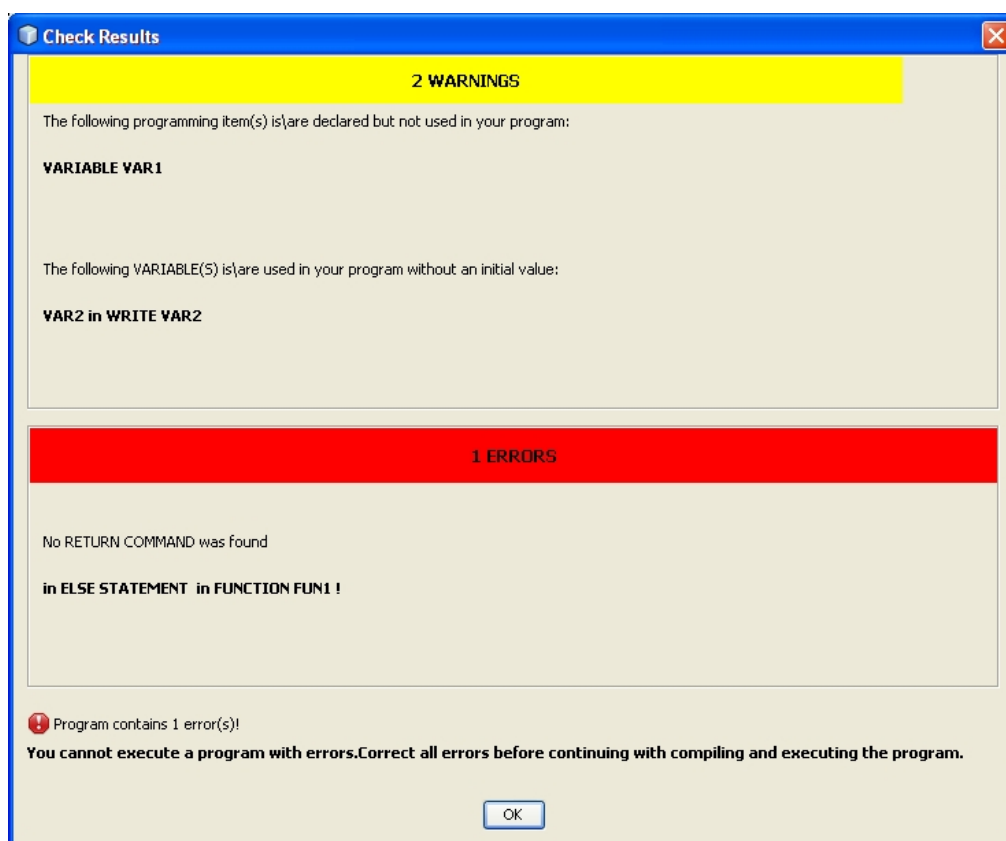 Check Results
2 WARNINGS
The following programming item(s) is\are declared but not used in your program:
VARIABLE VAR1
The following VARIABLE(S) is\are used in your program without an initial value:
VAR2 in WRITE VAR2
1 ERRORS
No RETURN COMMAND was found
in ELSE STATEMENT in FUNCTION FUN1 !
Program contains 1 error(s)!
You cannot execute a program with errors.Correct all errors before continuing with compiling and executing the program.
OK